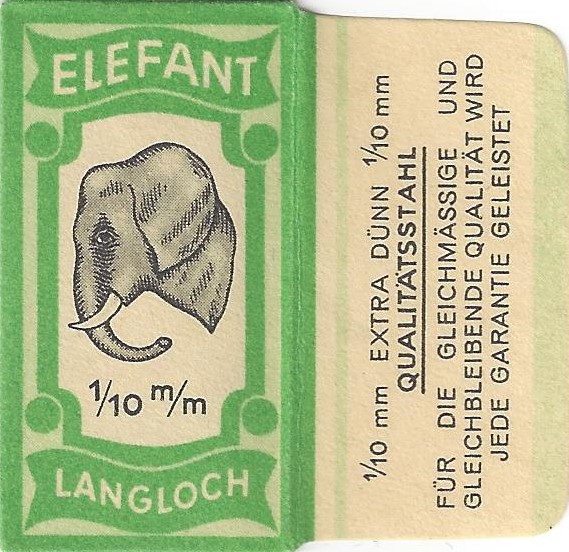 ELEFANT
1/10 m/m
LANGLOCH
1/10 mm EXTRA DÜNN 1/10 mm
QUALITÄTSSTAHL
FÜR DIE GLEICHMÄSSIGE UND
GLEICHBLEIBENDE QUALITÄT WIRD
JEDE GARANTIE GELEISTET